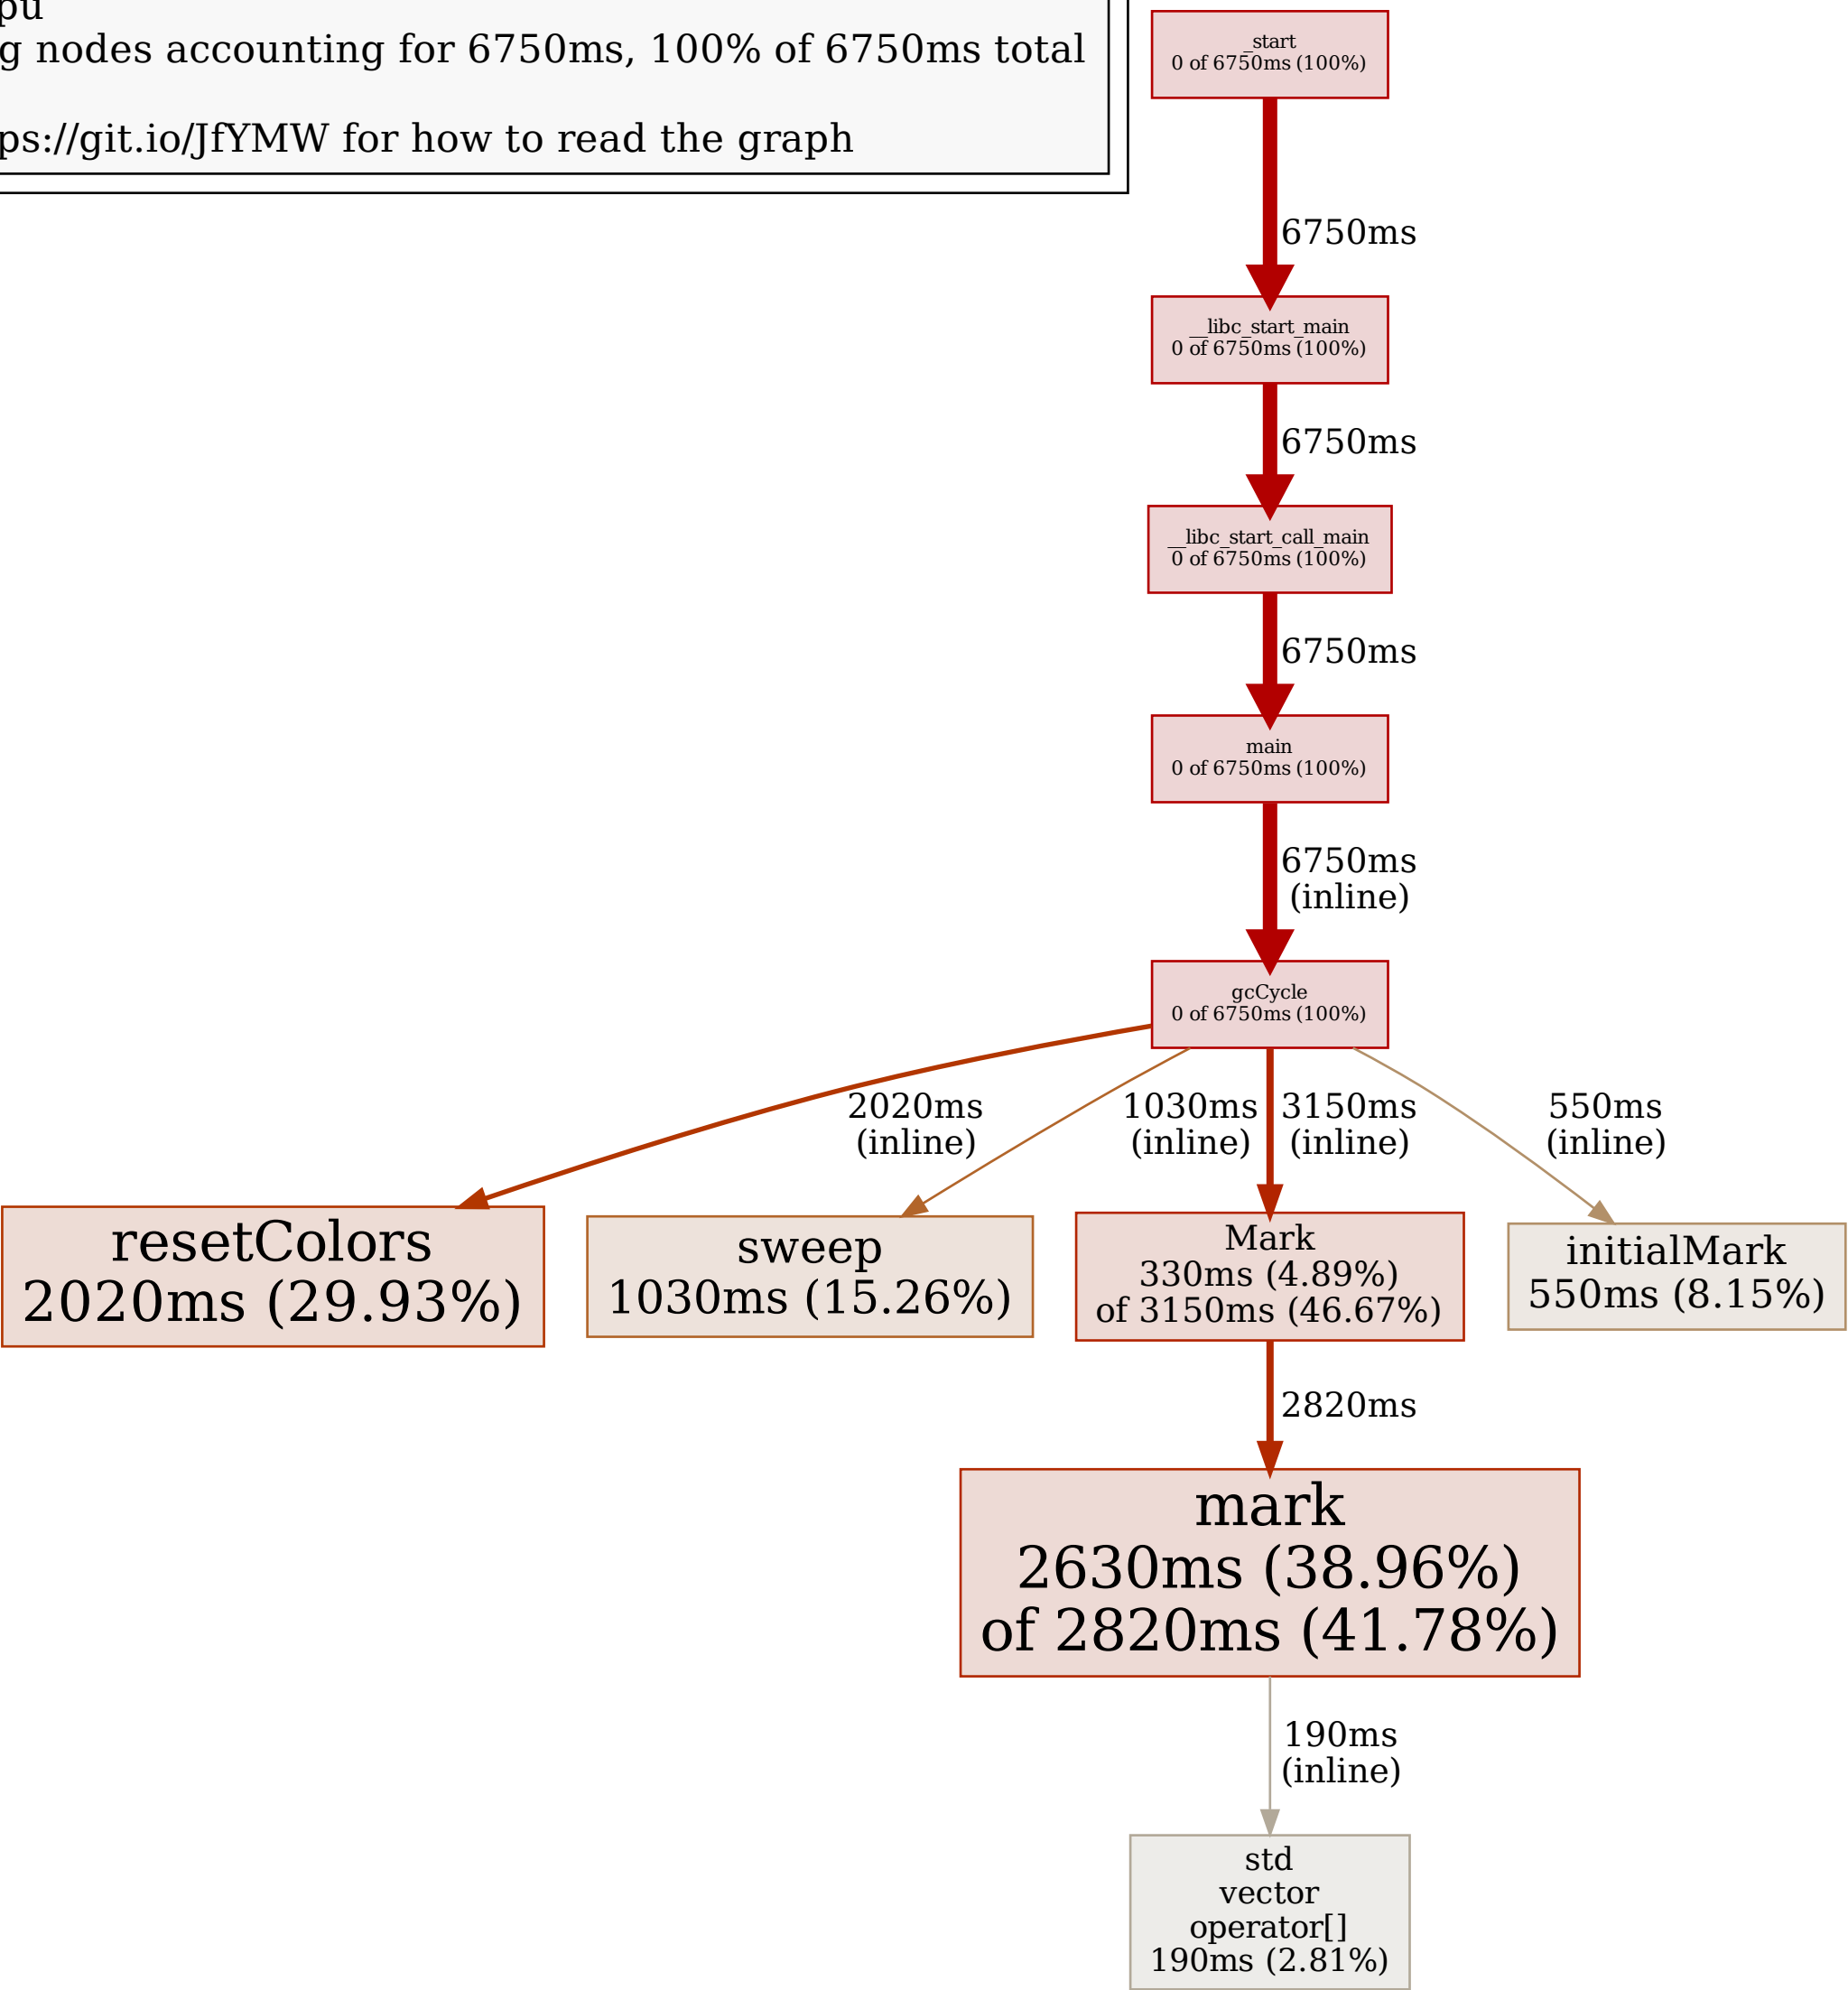 g nodes accounting for 6750ms, 100% of 6750ms total
ps://git.io/JfYMW for how to read the graph
_start
0 of 6750ms (100%)
6750ms
__libc_start_main
0 of 6750ms (100%)
6750ms
__libc_start_call_main
0 of 6750ms (100%)
6750ms
main
0 of 6750ms (100%)
6750ms
(inline)
gcCycle
0 of 6750ms (100%)
2020ms
(inline)
1030ms
(inline)
3150ms
(inline)
550ms
(inline)
resetColors
2020ms (29.93%)
sweep
1030ms (15.26%)
Mark
330ms (4.89%)
of 3150ms (46.67%)
initialMark
550ms (8.15%)
2820ms
mark
2630ms (38.96%)
of 2820ms (41.78%)
190ms
(inline)
std
vector
operator[]
190ms (2.81%)